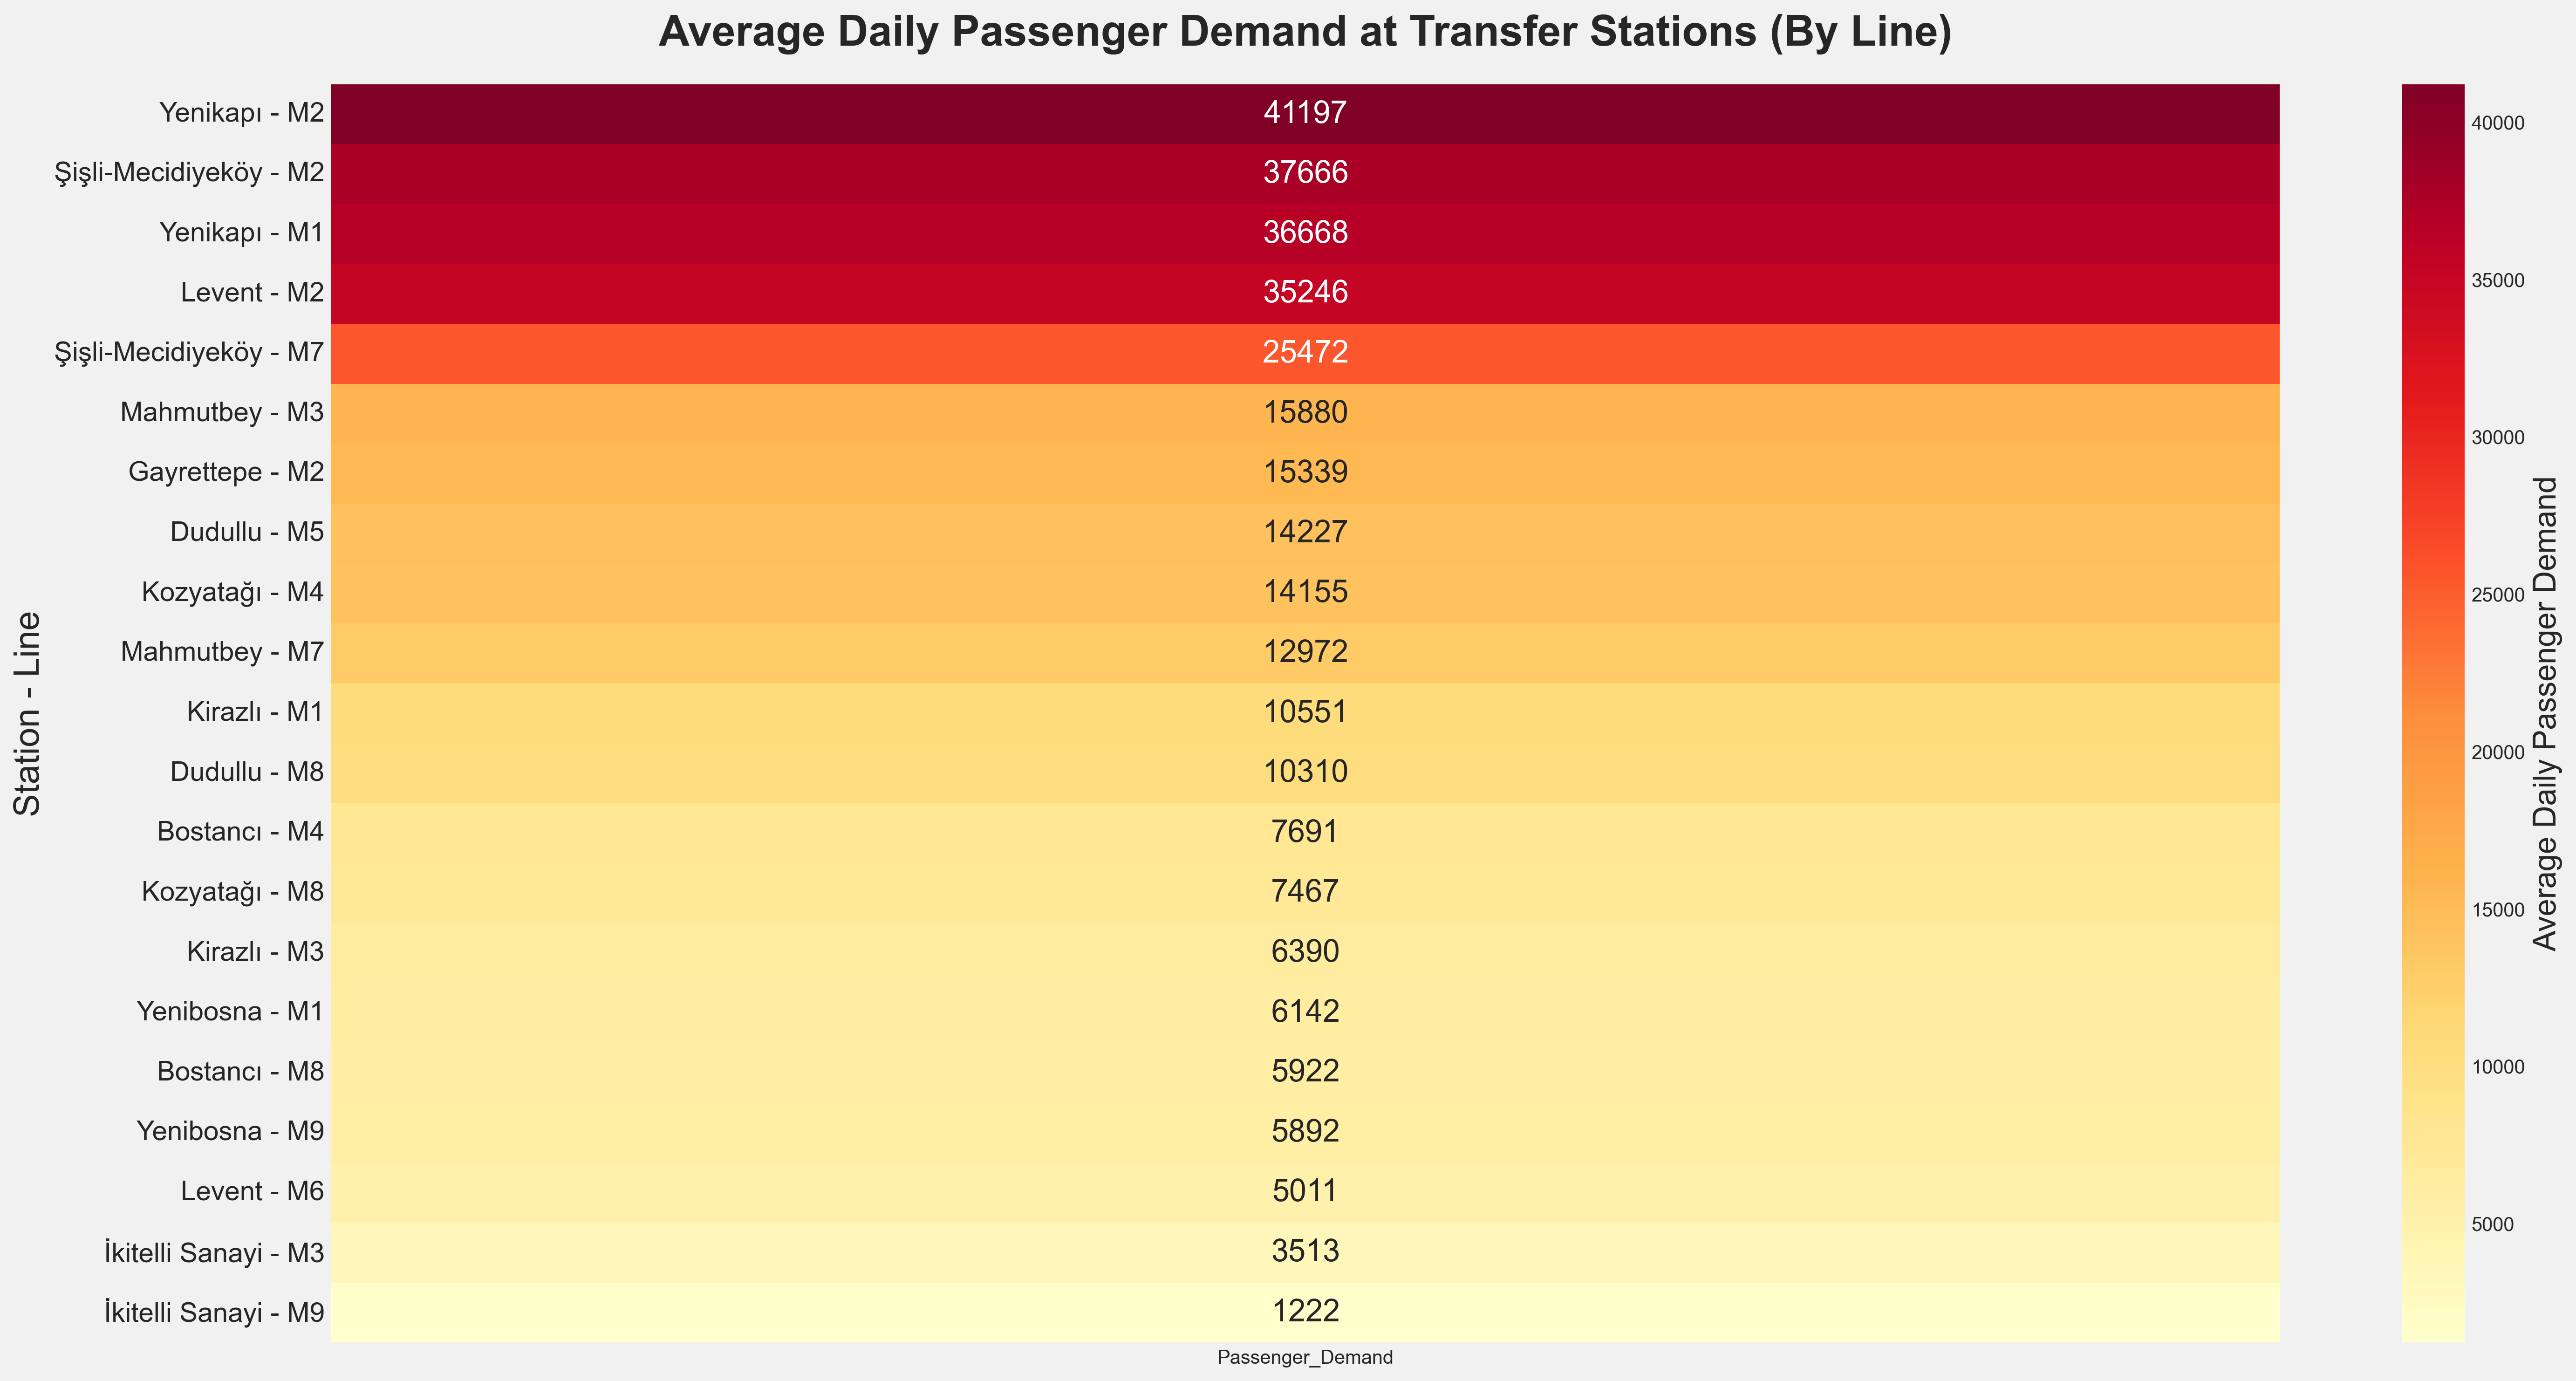 Average Daily Passenger Demand at Transfer Stations (By Line)
Station - Line
Yenikapı - M2 41197
Şişli-Mecidiyeköy - M2 37666
Yenikapı - M1 36668
Levent - M2 35246
Şişli-Mecidiyeköy - M7 25472
Mahmutbey - M3 15880
Gayrettepe - M2 15339
Dudullu - M5 14227
Kozyatağı - M4 14155
Mahmutbey - M7 12972
Kirazlı - M1 10551
Dudullu - M8 10310
Bostancı - M4 7691
Kozyatağı - M8 7467
Kirazlı - M3 6390
Yenibosna - M1 6142
Bostancı - M8 5922
Yenibosna - M9 5892
Levent - M6 5011
İkitelli Sanayi - M3 3513
İkitelli Sanayi - M9 1222
Passenger_Demand
40000
35000
30000
25000
20000
15000
10000
5000
Average Daily Passenger Demand